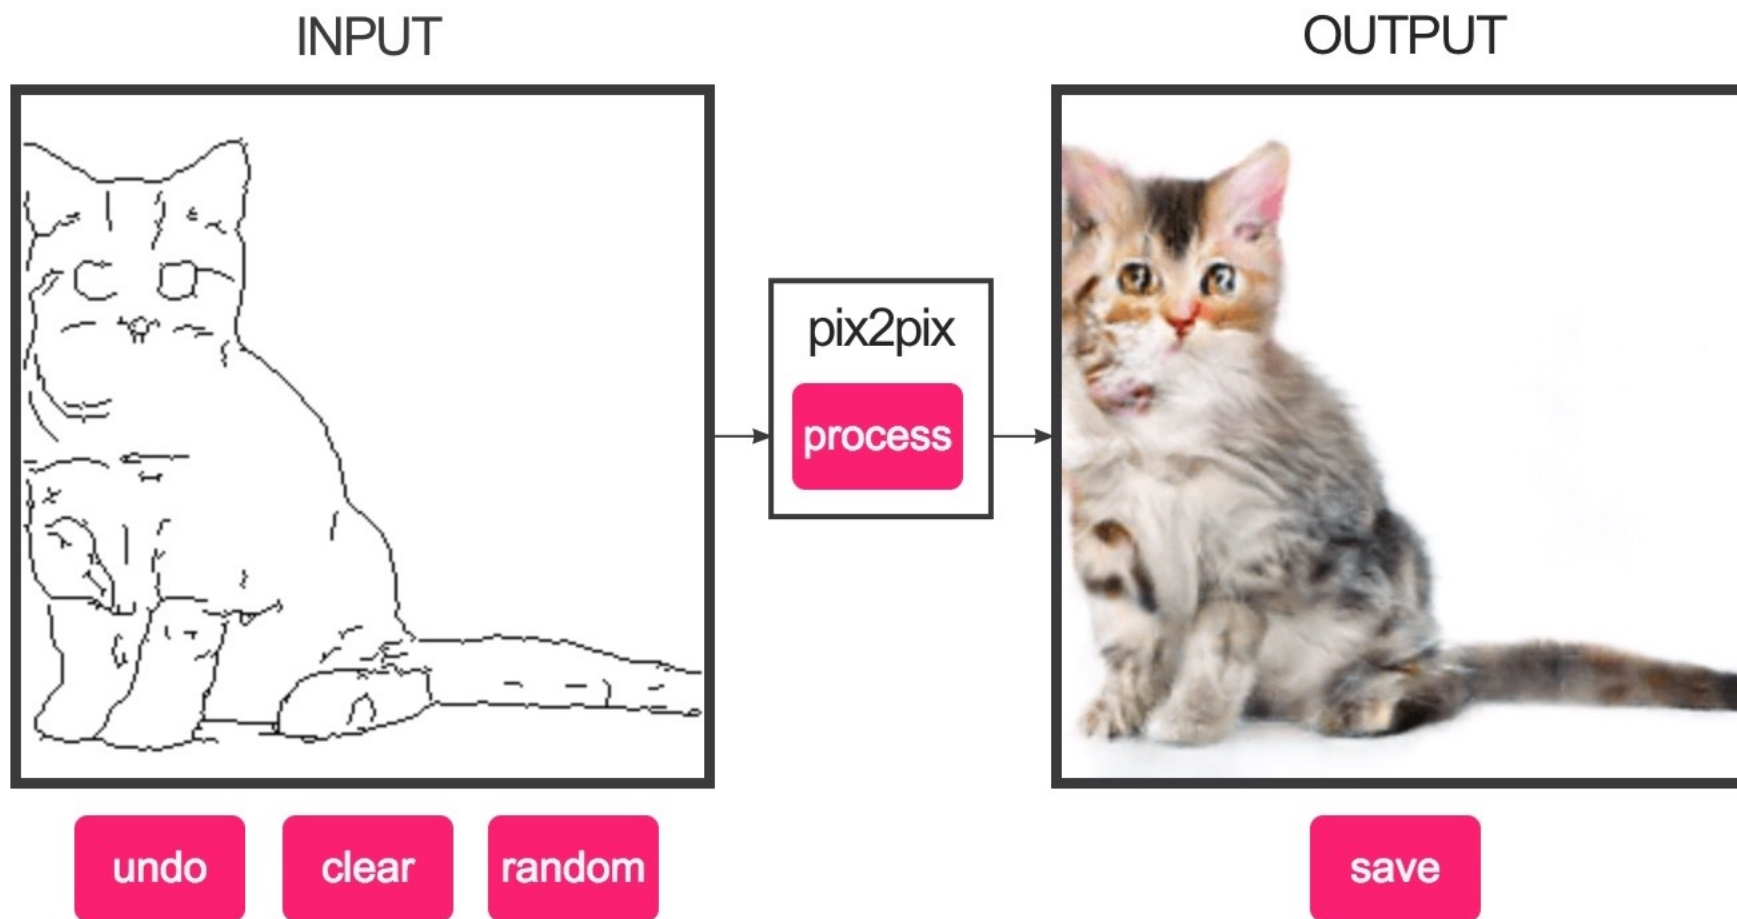 INPUT
OUTPUT
pix2pix
process
undo
clear
random
save